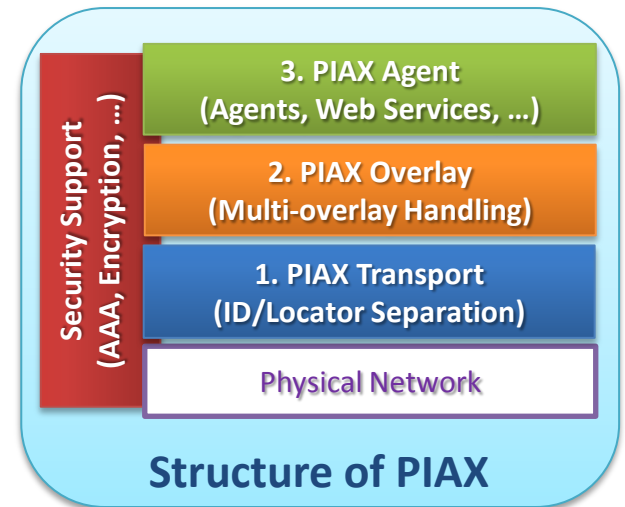 Security Support
(AAA, Encryption, …)
3. PIAX Agent
(Agents, Web Services, …)
2. PIAX Overlay
(Multi-overlay Handling)
1. PIAX Transport
(ID/Locator Separation)
Physical Network
Structure of PIAX